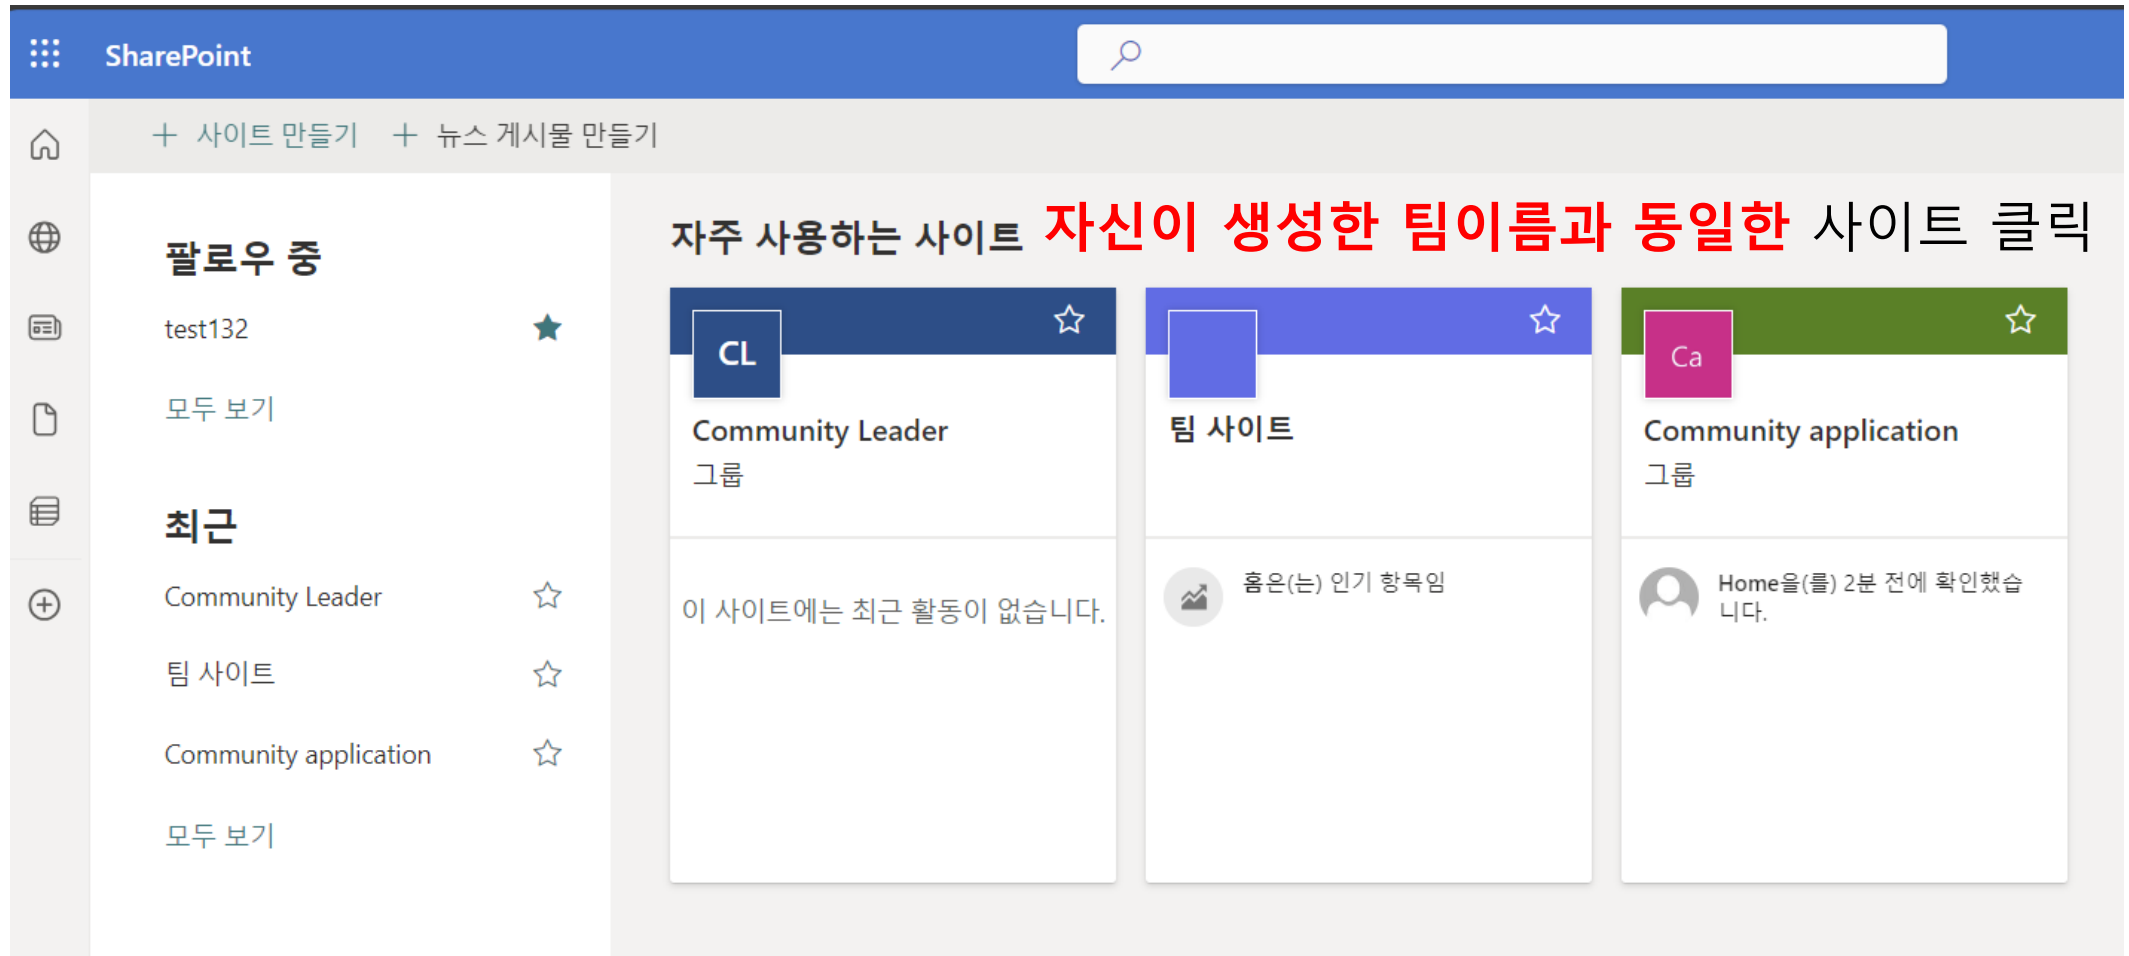 SharePoint
+ 사이트 만들기 + 뉴스 게시물 만들기
팔로우 중
test132
모두 보기
최근
Community Leader
팀 사이트
Community application
모두 보기
자주 사용하는 사이트 자신이 생성한 팀이름과 동일한 사이트 클릭
CL
Community Leader
그룹
이 사이트에는 최근 활동이 없습니다.
팀 사이트
홈은(는) 인기 항목임
Ca
Community application
그룹
Home을(를) 2분 전에 확인했습
니다.